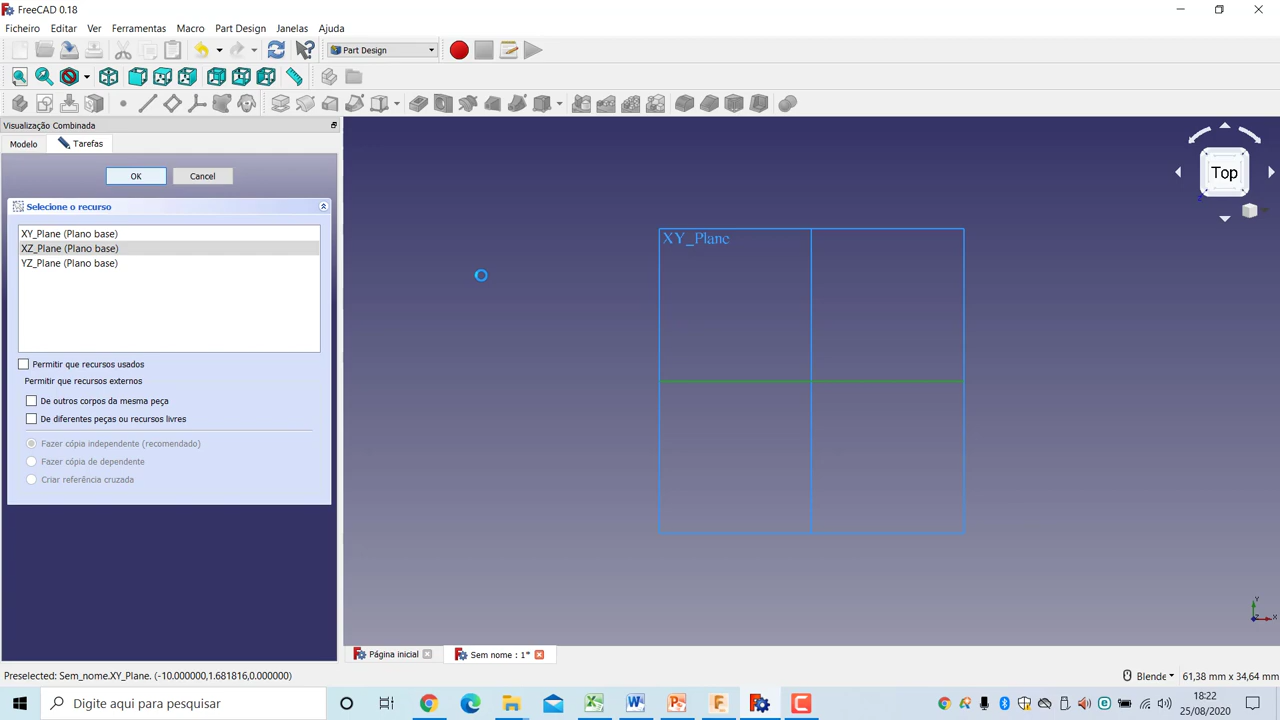 FreeCAD 0.18
Ficheiro Editar Ver Ferramentas Macro Part Design Janelas Ajuda
Part Design
Visualização Combinada
Modelo Tarefas
OK Cancel
Selecione o recurso
XY_Plane (Plano base)
XZ_Plane (Plano base)
YZ_Plane (Plano base)
Permitir que recursos usados
Permitir que recursos externos
De outros corpos da mesma peça
De diferentes peças ou recursos livres
Fazer cópia independente (recomendado)
Fazer cópia de dependente
Criar referência cruzada
XY_Plane
Top
Z
Y
X
Página inicial Sem nome : 1*
Preselected: Sem_nome.XY_Plane. (-10.000000,1.681816,0.000000) Blende 61,38 mm x 34,64 mm
Digite aqui para pesquisar
18:22
25/08/2020